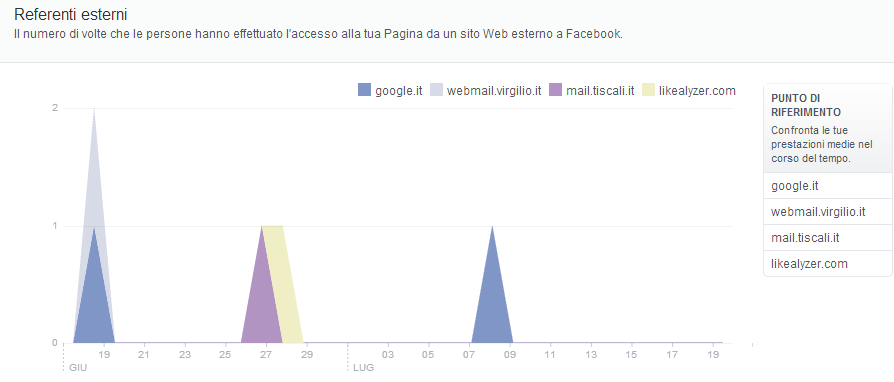 Referenti esterni
Il numero di volte che le persone hanno effettuato l'accesso alla tua Pagina da un sito Web esterno a Facebook.
google.it webmail.virgilio.it mail.tiscali.it likealyzer.com
2
1
0
19 21 23 25 27 29 03 05 07 09 11 13 15 17 19
GIU LUG
PUNTO DI
RIFERIMENTO
Confronta le tue
prestazioni medie nel
corso del tempo.
google.it
webmail.virgilio.it
mail.tiscali.it
likealyzer.com